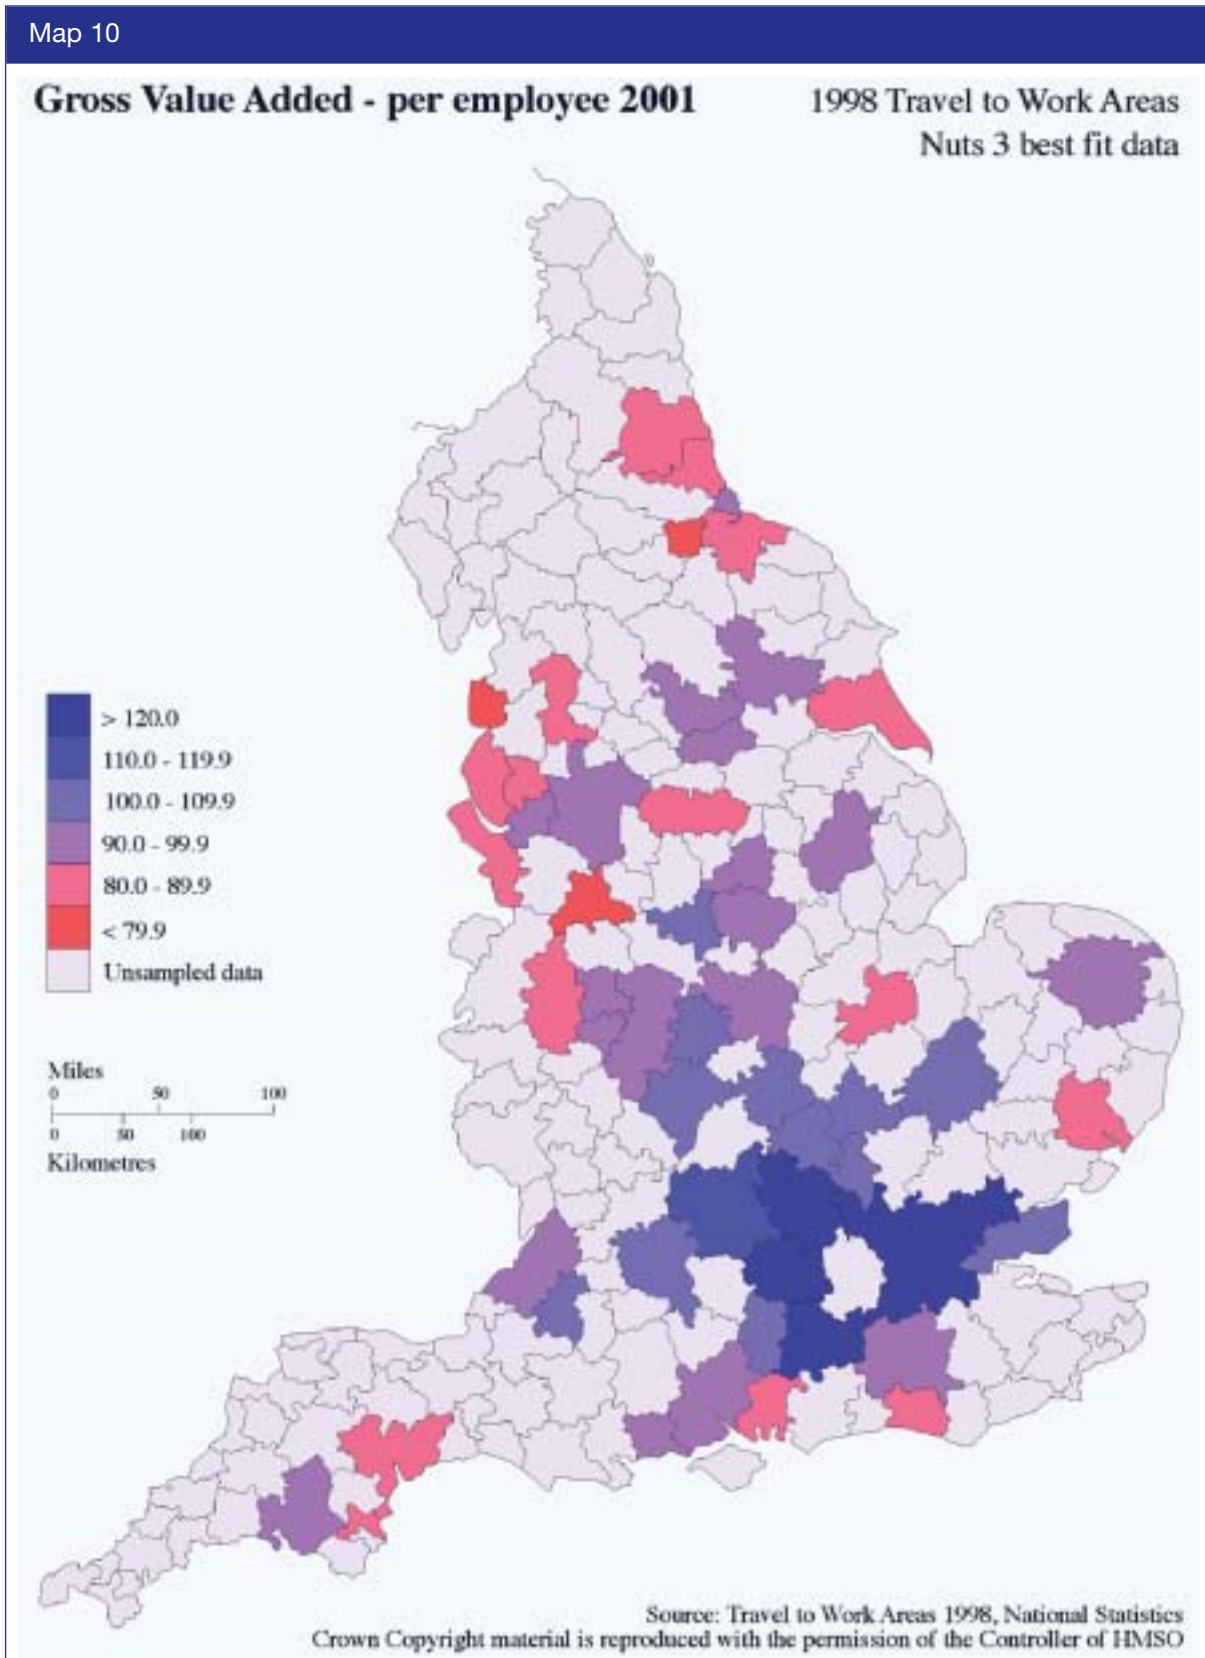 Map 10
Gross Value Added - per employee 2001
1998 Travel to Work Areas
Nuts 3 best fit data
> 120.0
110.0 - 119.9
100.0 - 109.9
90.0 - 99.9
80.0 - 89.9
< 79.9
Unsampled data
Miles
0 50 100
0 50 100
Kilometres
Source: Travel to Work Areas 1998, National Statistics
Crown Copyright material is reproduced with the permission of the Controller of HMSO